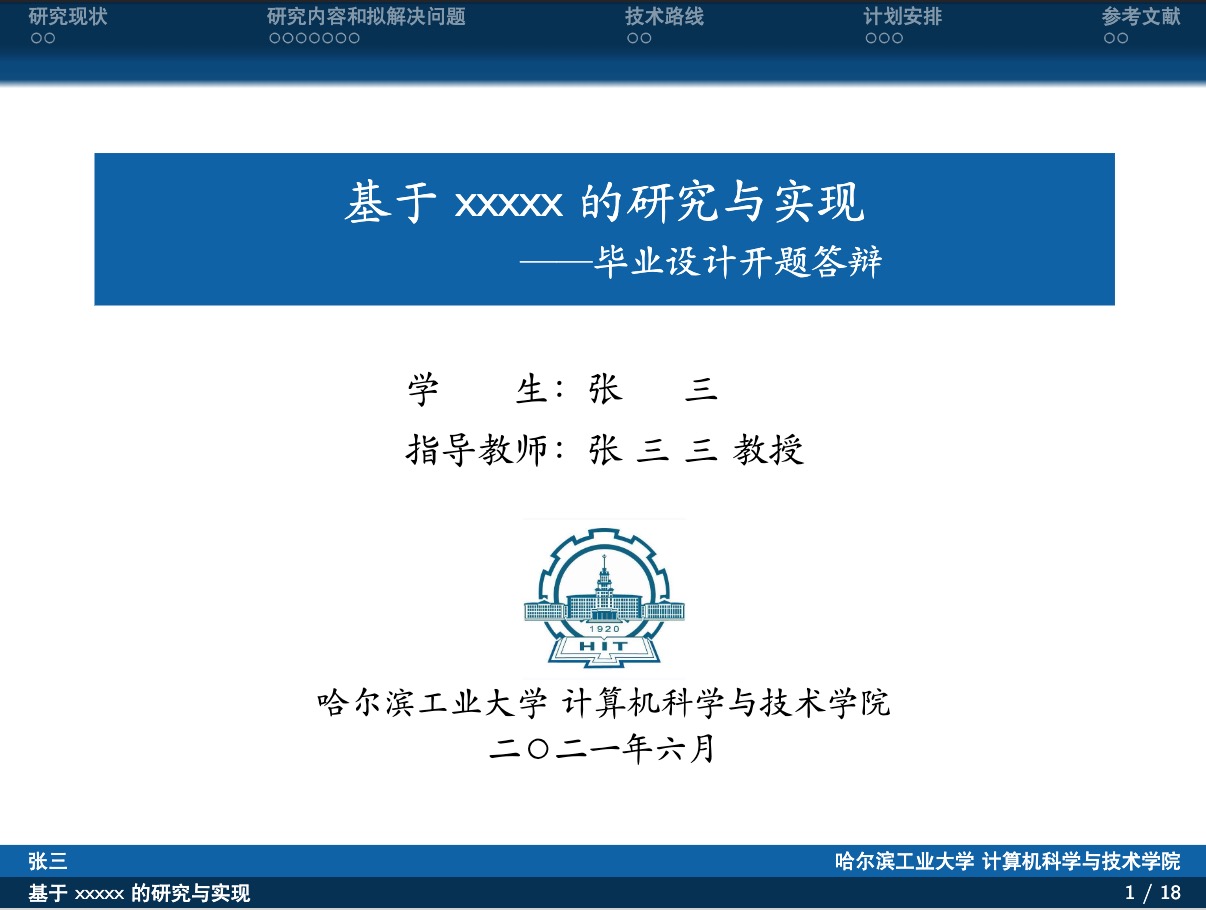 研究现状 研究内容和拟解决问题 技术路线 计划安排 参考文献
基于 xxxxx 的研究与实现
——毕业设计开题答辩
学 生：张 三
指导教师：张 三 三 教授
1920
HIT
哈尔滨工业大学 计算机科学与技术学院
二〇二一年六月
张三 哈尔滨工业大学 计算机科学与技术学院
基于 xxxxx 的研究与实现 1 / 18